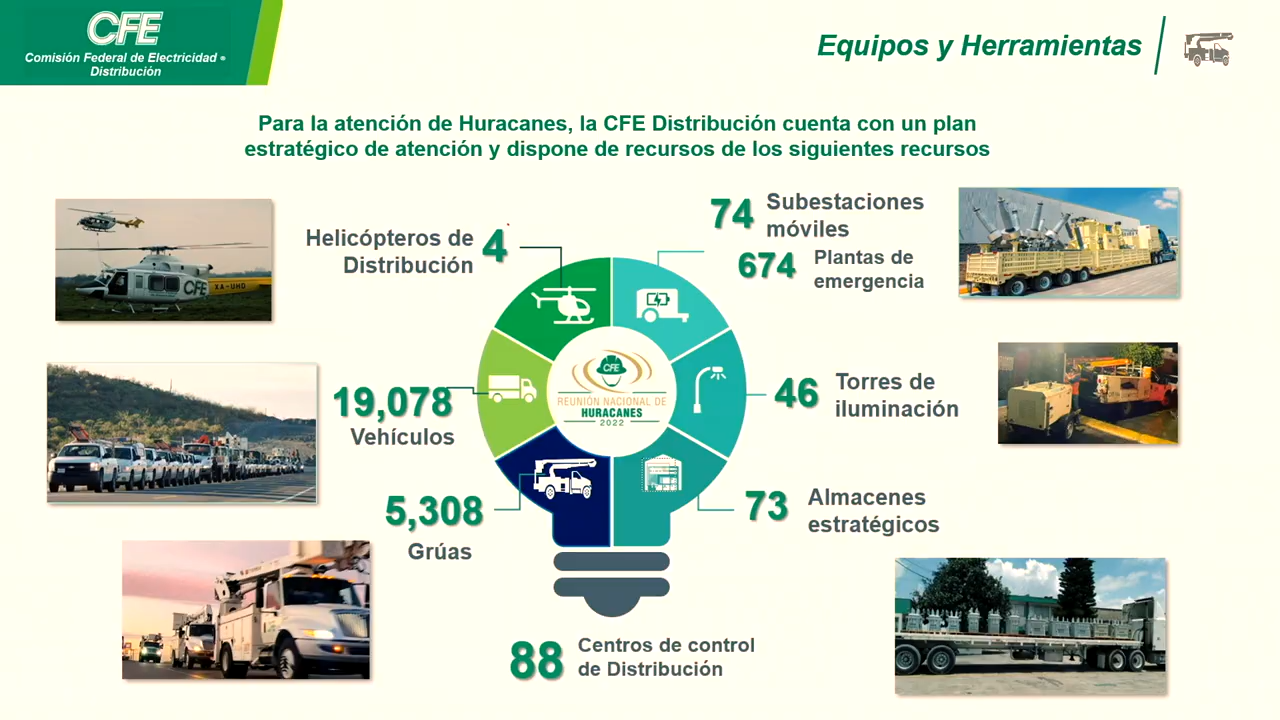 CFE
Comisión Federal de Electricidad ®
Distribución
Equipos y Herramientas
Para la atención de Huracanes, la CFE Distribución cuenta con un plan
estratégico de atención y dispone de recursos de los siguientes recursos
Helicópteros de
Distribución
4
74
Subestaciones
móviles
674
Plantas de
emergencia
CFE
XA-UHD
19,078
Vehículos
CFE
REUNIÓN NACIONAL DE
HURACANES
2022
46
Torres de
iluminación
5,308
Grúas
73
Almacenes
estratégicos
88
Centros de control
de Distribución